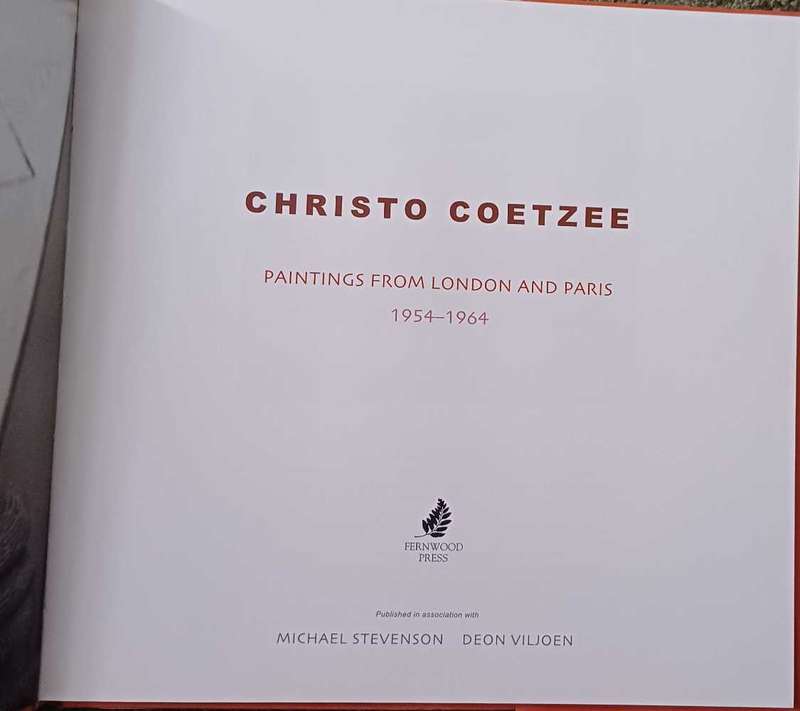 CHRISTO COETZEE
PAINTINGS FROM LONDON AND PARIS
1954–1964
FERNWOOD
PRESS
Published in association with
MICHAEL STEVENSON DEON VILJOEN